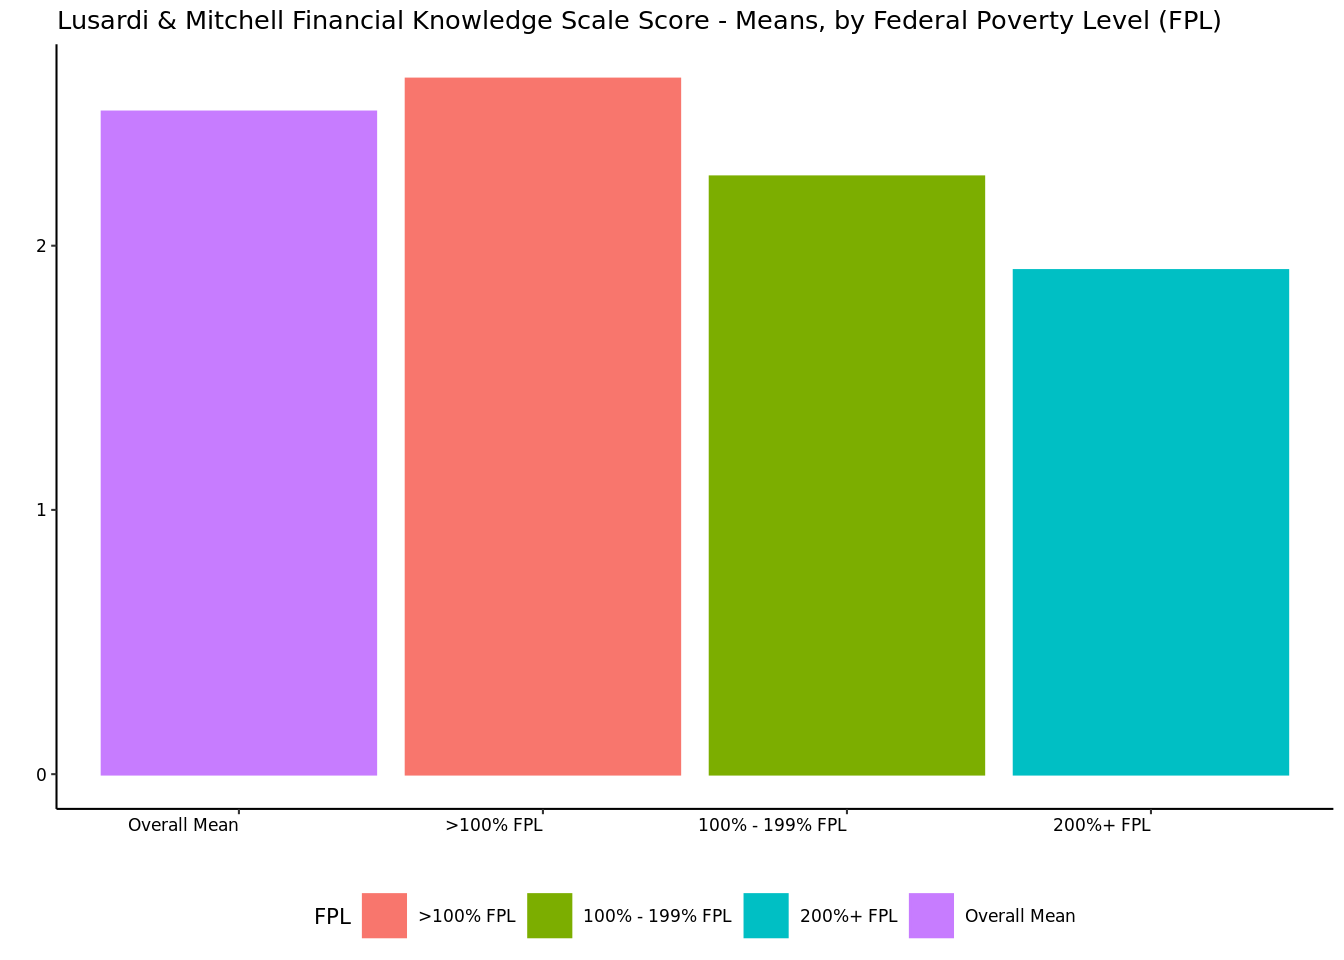 Lusardi & Mitchell Financial Knowledge Scale Score - Means, by Federal Poverty Level (FPL)
2
1
0
Overall Mean >100% FPL 100% - 199% FPL 200%+ FPL
FPL >100% FPL 100% - 199% FPL 200%+ FPL Overall Mean